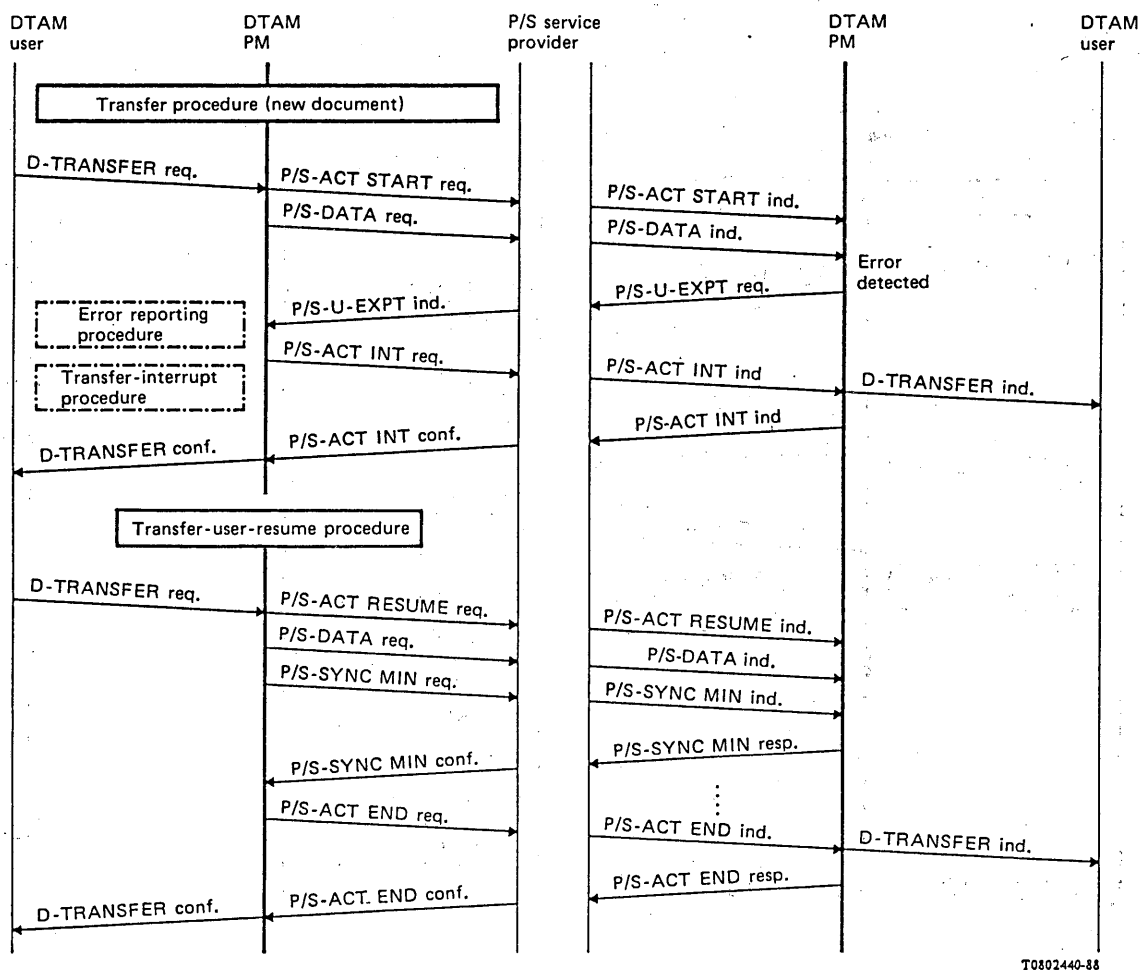 DTAM
user
DTAM
PM
P/S service
provider
DTAM
PM
DTAM
user
Transfer procedure (new document)
D-TRANSFER req.
P/S-ACT START req.
P/S-ACT START ind.
P/S-DATA req.
P/S-DATA ind.
Error
detected
P/S-U-EXPT req.
P/S-U-EXPT ind.
Error reporting
procedure
P/S-ACT INT req.
Transfer-interrupt
procedure
P/S-ACT INT ind
D-TRANSFER ind.
P/S-ACT INT ind
P/S-ACT INT conf.
D-TRANSFER conf.
Transfer-user-resume procedure
D-TRANSFER req.
P/S-ACT RESUME req.
P/S-ACT RESUME ind.
P/S-DATA req.
P/S-DATA ind.
P/S-SYNC MIN req.
P/S-SYNC MIN ind.
P/S-SYNC MIN resp.
P/S-SYNC MIN conf.
P/S-ACT END req.
P/S-ACT END ind.
D-TRANSFER ind.
P/S-ACT END resp.
P/S-ACT END conf.
D-TRANSFER conf.
T0802440-88